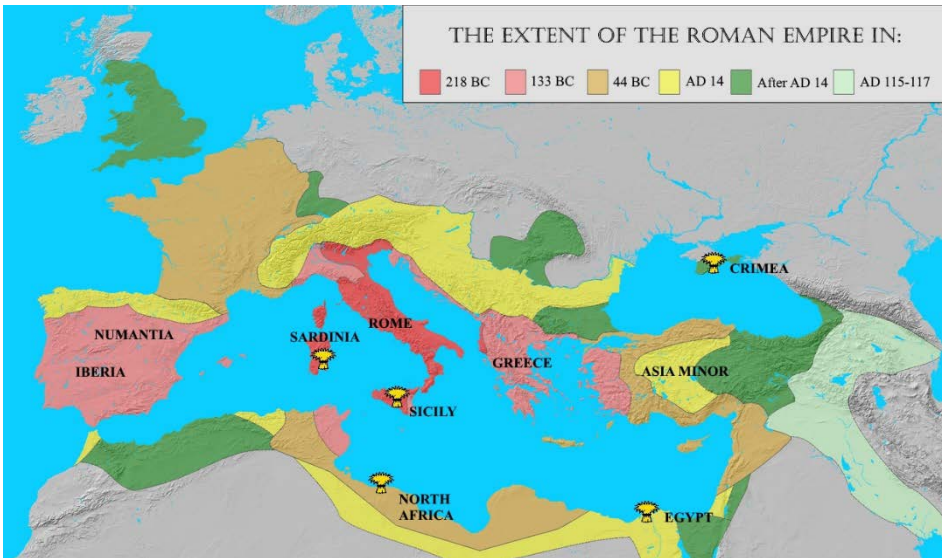 THE EXTENT OF THE ROMAN EMPIRE IN:
218 BC 133 BC 44 BC AD 14 After AD 14 AD 115-117
CRIMEA
NUMANTIA
SARDINIA
ROME
IBERIA
GREECE
ASIA MINOR
SICILY
NORTH
AFRICA
EGYPT